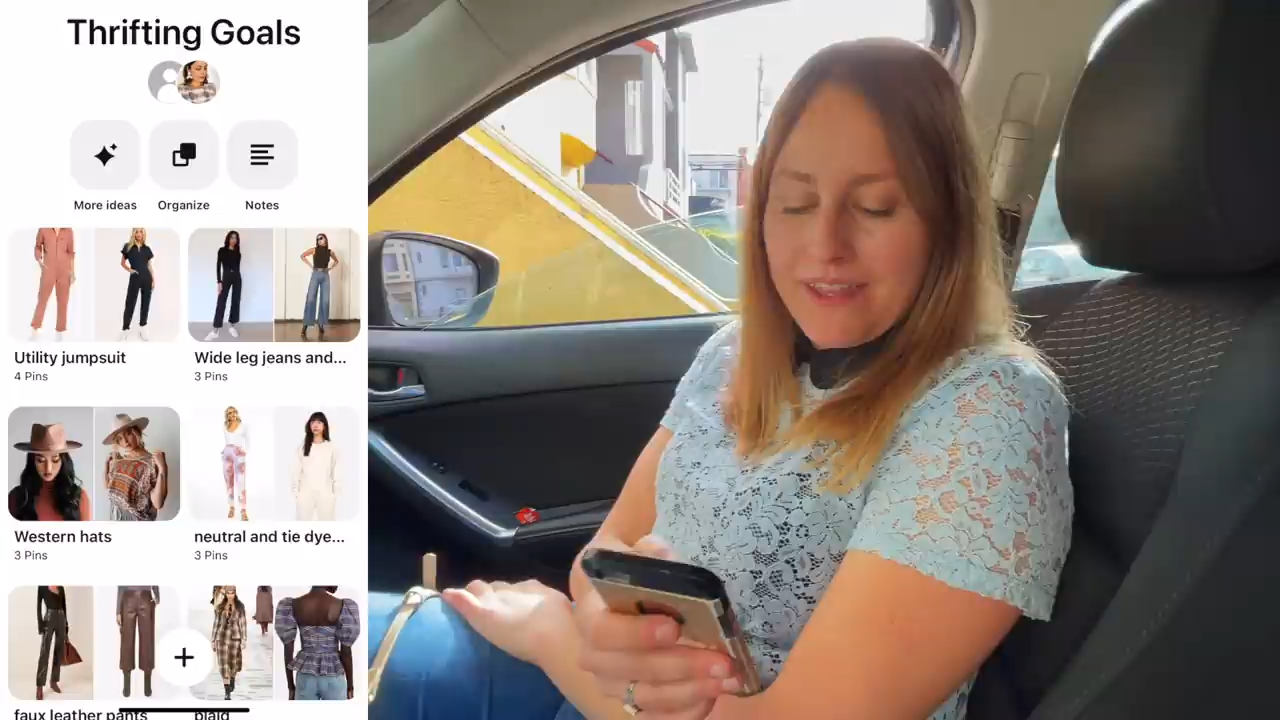 Thrifting Goals
More ideas
Organize
Notes
Utility jumpsuit
4 Pins
Wide leg jeans and...
3 Pins
Western hats
3 Pins
neutral and tie dye...
3 Pins
faux leather pants
plaid